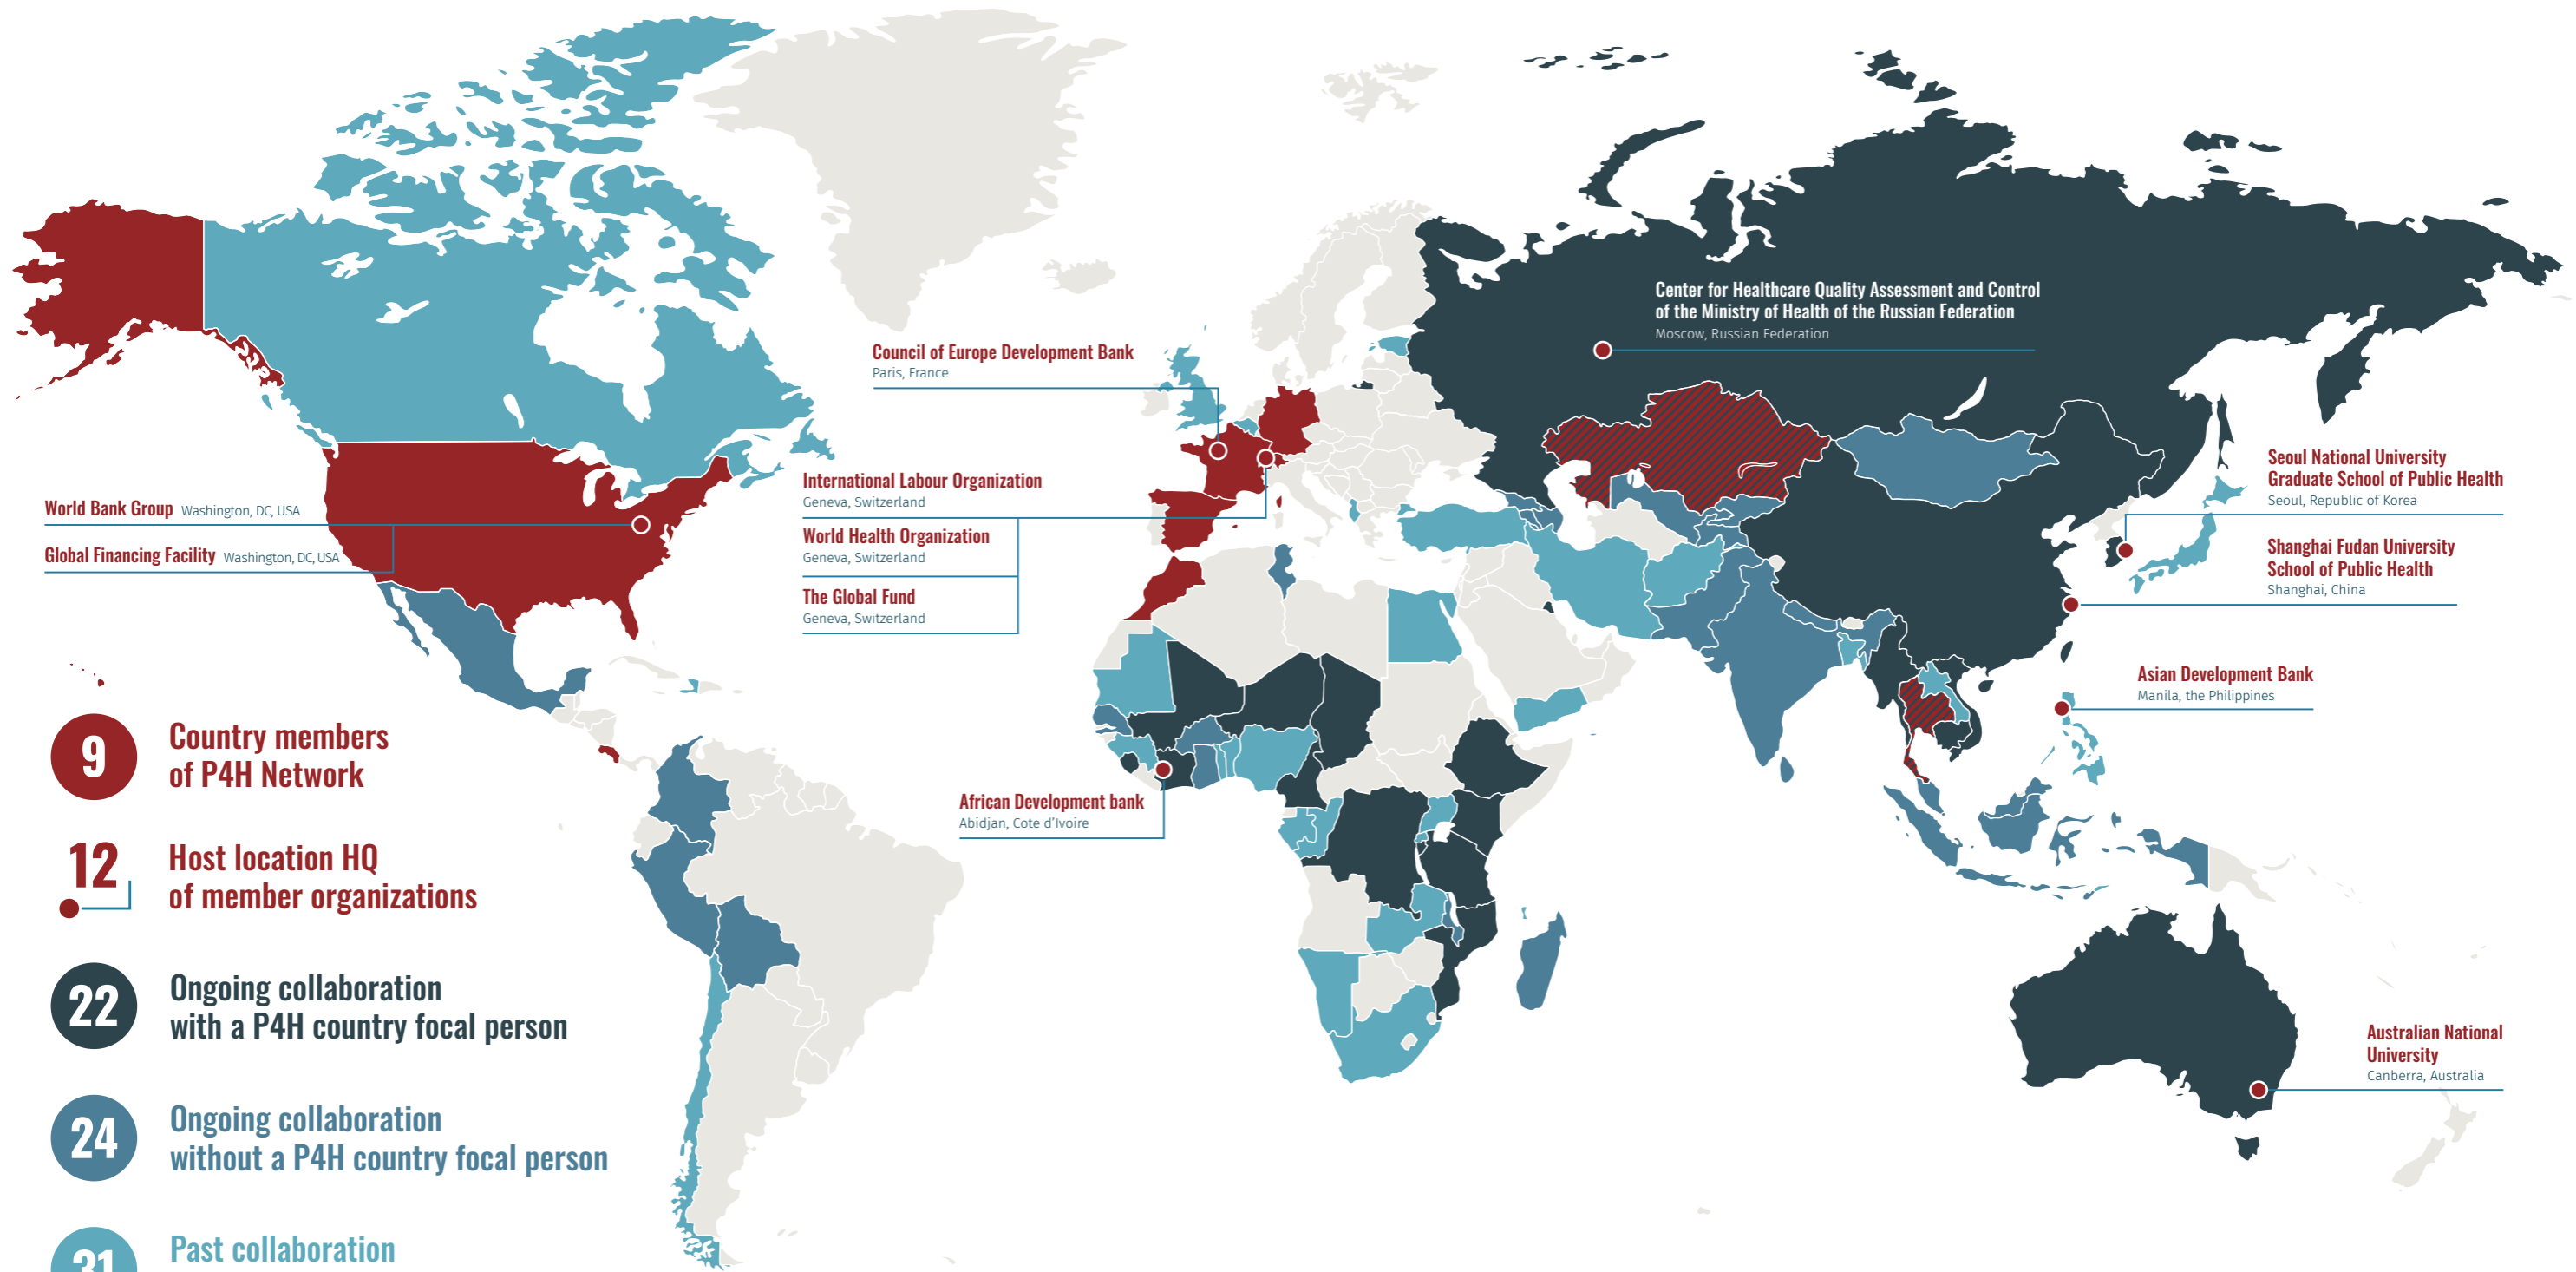 Center for Healthcare Quality Assessment and Control
of the Ministry of Health of the Russian Federation
Moscow, Russian Federation
Council of Europe Development Bank
Paris, France
International Labour Organization
Geneva, Switzerland
World Health Organization
Geneva, Switzerland
The Global Fund
Geneva, Switzerland
World Bank Group Washington, DC, USA
Global Financing Facility Washington, DC, USA
Seoul National University
Graduate School of Public Health
Seoul, Republic of Korea
Shanghai Fudan University
School of Public Health
Shanghai, China
Asian Development Bank
Manila, the Philippines
African Development bank
Abidjan, Cote d'Ivoire
Australian National
University
Canberra, Australia
9
Country members
of P4H Network
12
Host location HQ
of member organizations
22
Ongoing collaboration
with a P4H country focal person
24
Ongoing collaboration
without a P4H country focal person
31
Past collaboration